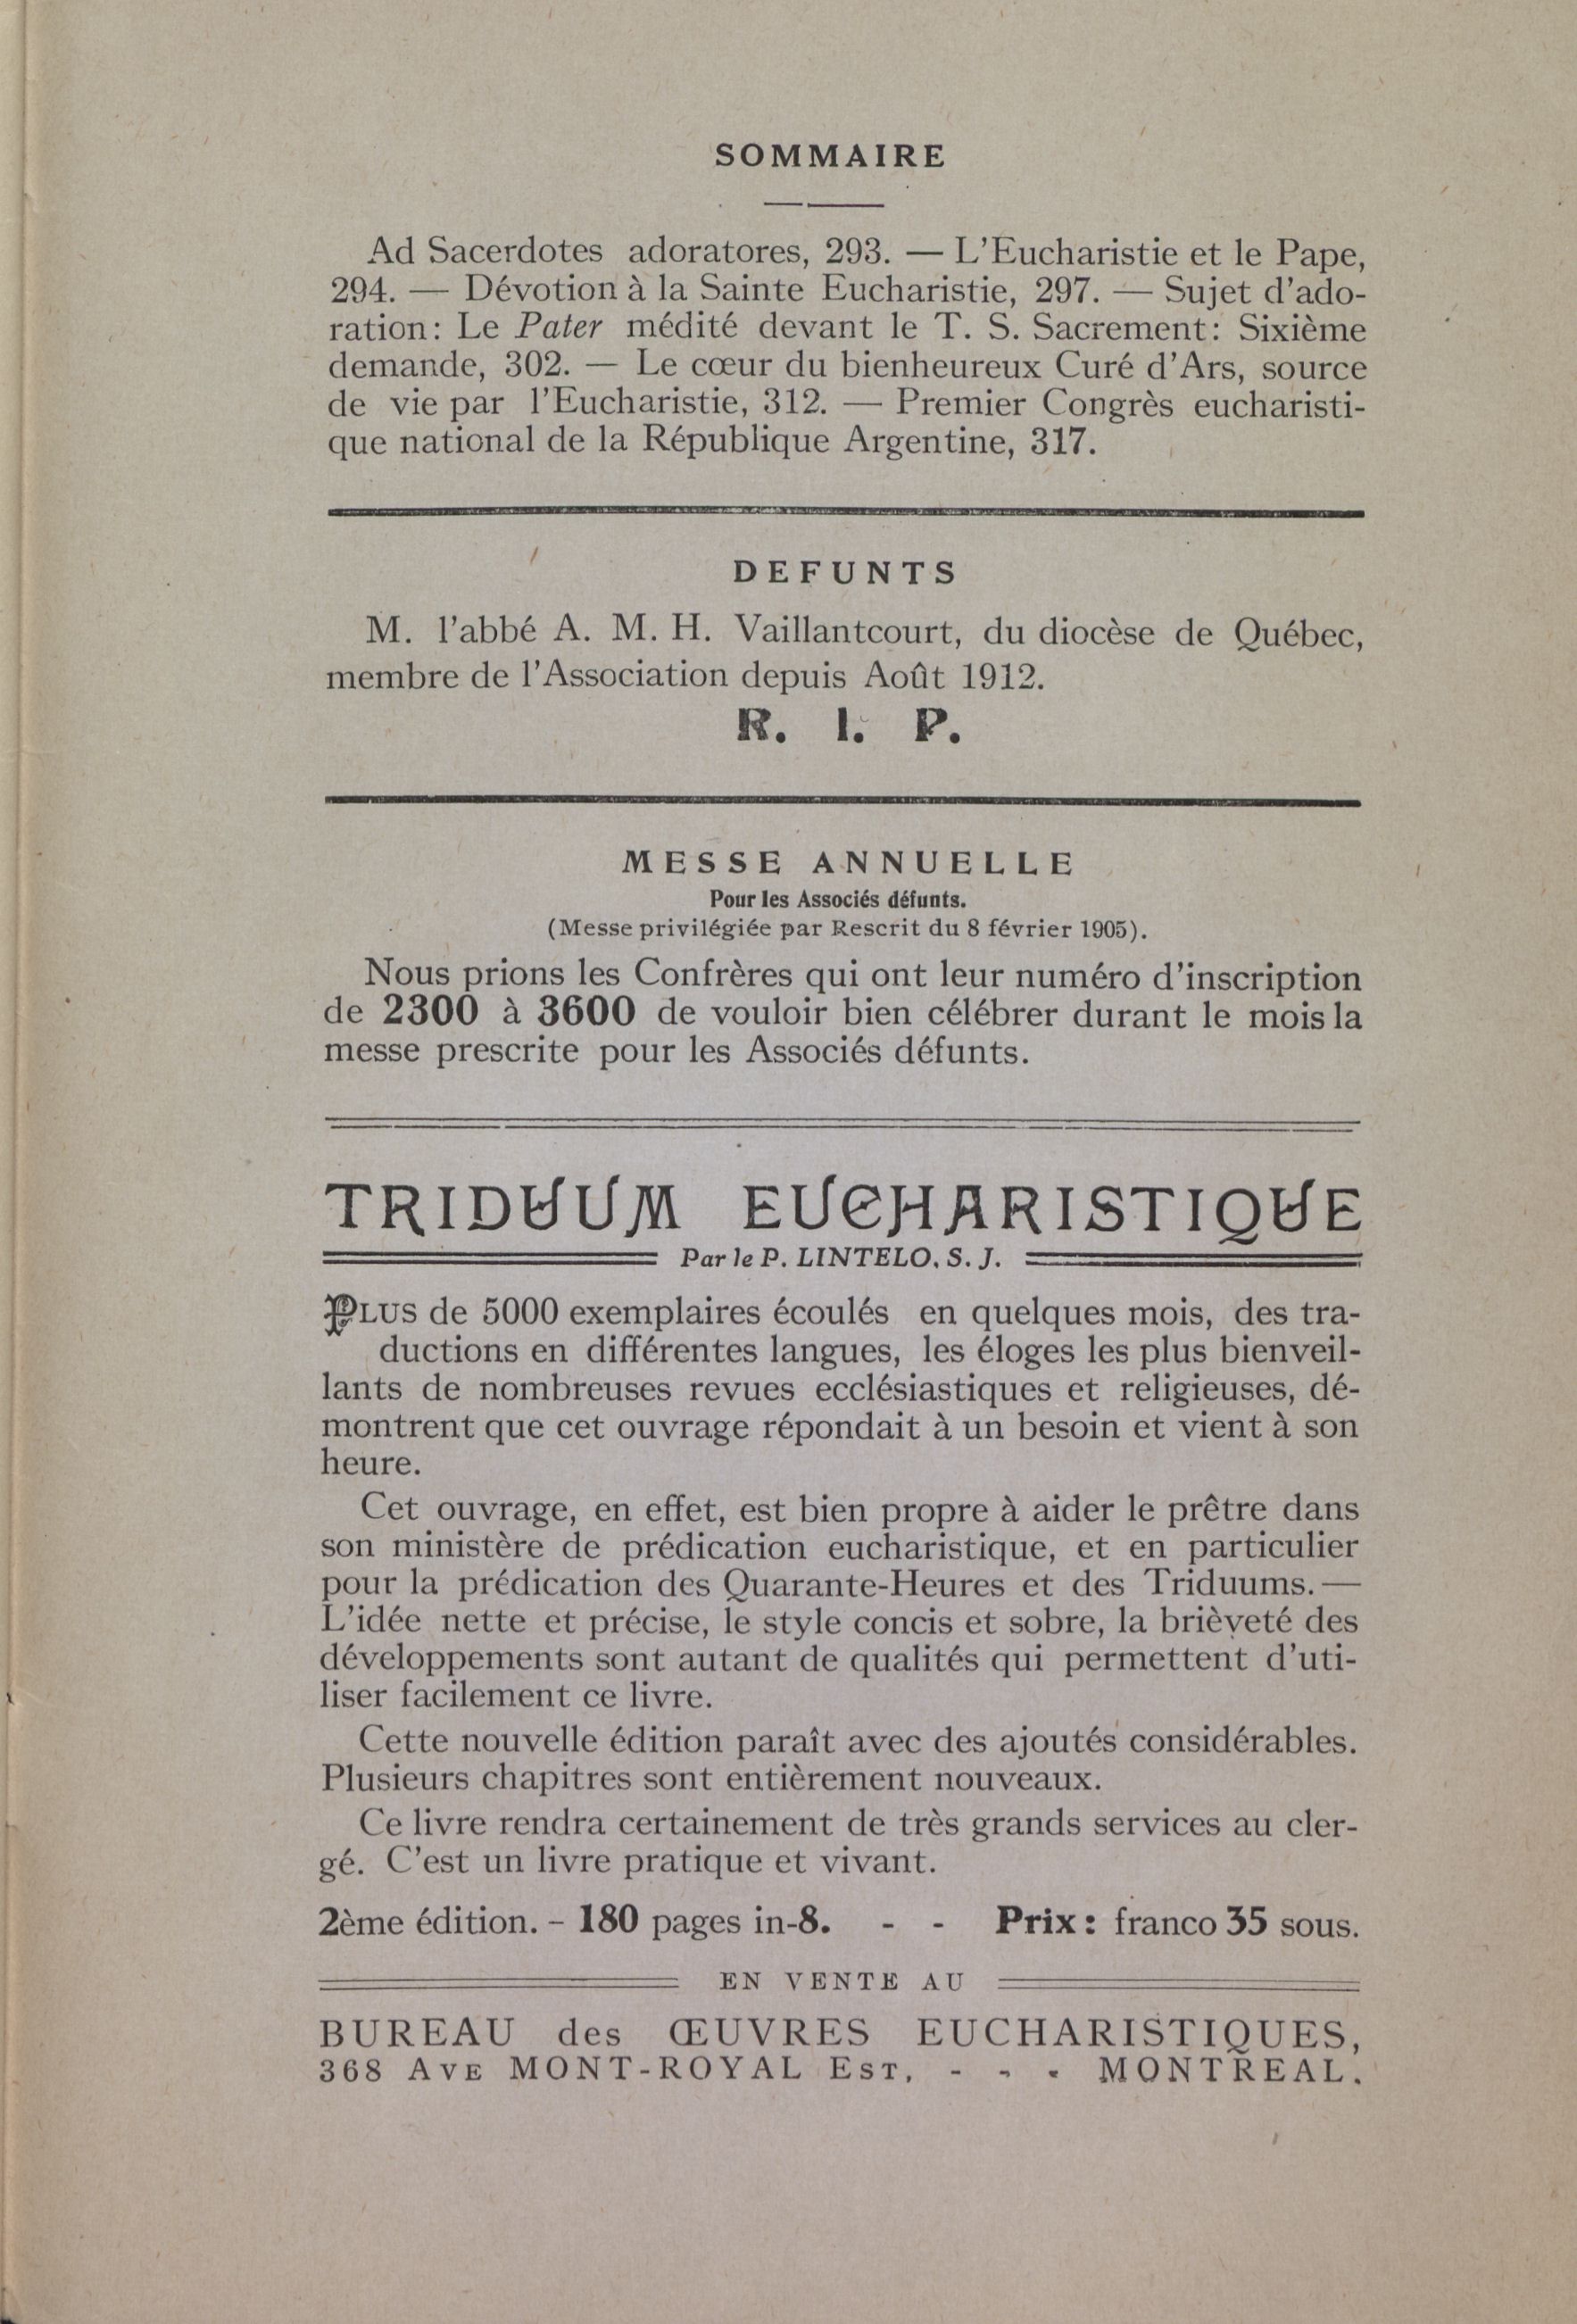 SOMMAIRE
Ad Sacerdotes adoratores, 293. — L'Eucharistie et le Pape,
294. — Dévotion à la Sainte Eucharistie, 297. — Sujet d'ado-
ration: Le Pater médité devant le T. S. Sacrement: Sixième
demande, 302. — Le cœur du bienheureux Curé d'Ars, source
de vie par l'Eucharistie, 312. — Premier Congrès eucharisti-
que national de la République Argentine, 317.
DEFUNTS
M. l'abbé A. M. H. Vaillantcourt, du diocèse de Québec,
membre de l'Association depuis Août 1912.
R. I. P.
MESSE ANNUELLE
Pour les Associés défunts.
(Messe privilégiée par Rescrit du 8 février 1905).
Nous prions les Confrères qui ont leur numéro d'inscription
de 2300 à 3600 de vouloir bien célébrer durant le mois la
messe prescrite pour les Associés défunts.
TRIDUUM EUCHARISTIQUE
Par le P. LINTELO, S. J.
PLUS de 5000 exemplaires écoulés en quelques mois, des tra-
ductions en différentes langues, les éloges les plus bienveil-
lants de nombreuses revues ecclésiastiques et religieuses, dé-
montrent que cet ouvrage répondait à un besoin et vient à son
heure.
Cet ouvrage, en effet, est bien propre à aider le prêtre dans
son ministère de prédication eucharistique, et en particulier
pour la prédication des Quarante-Heures et des Triduums. —
L'idée nette et précise, le style concis et sobre, la brièveté des
développements sont autant de qualités qui permettent d'uti-
liser facilement ce livre.
Cette nouvelle édition paraît avec des ajoutés considérables.
Plusieurs chapitres sont entièrement nouveaux.
Ce livre rendra certainement de très grands services au cler-
gé. C'est un livre pratique et vivant.
2ème édition. - 180 pages in-8. - - Prix: franco 35 sous.
EN VENTE AU
BUREAU des ŒUVRES EUCHARISTIQUES,
368 AVE MONT-ROYAL EST, - - - MONTREAL.